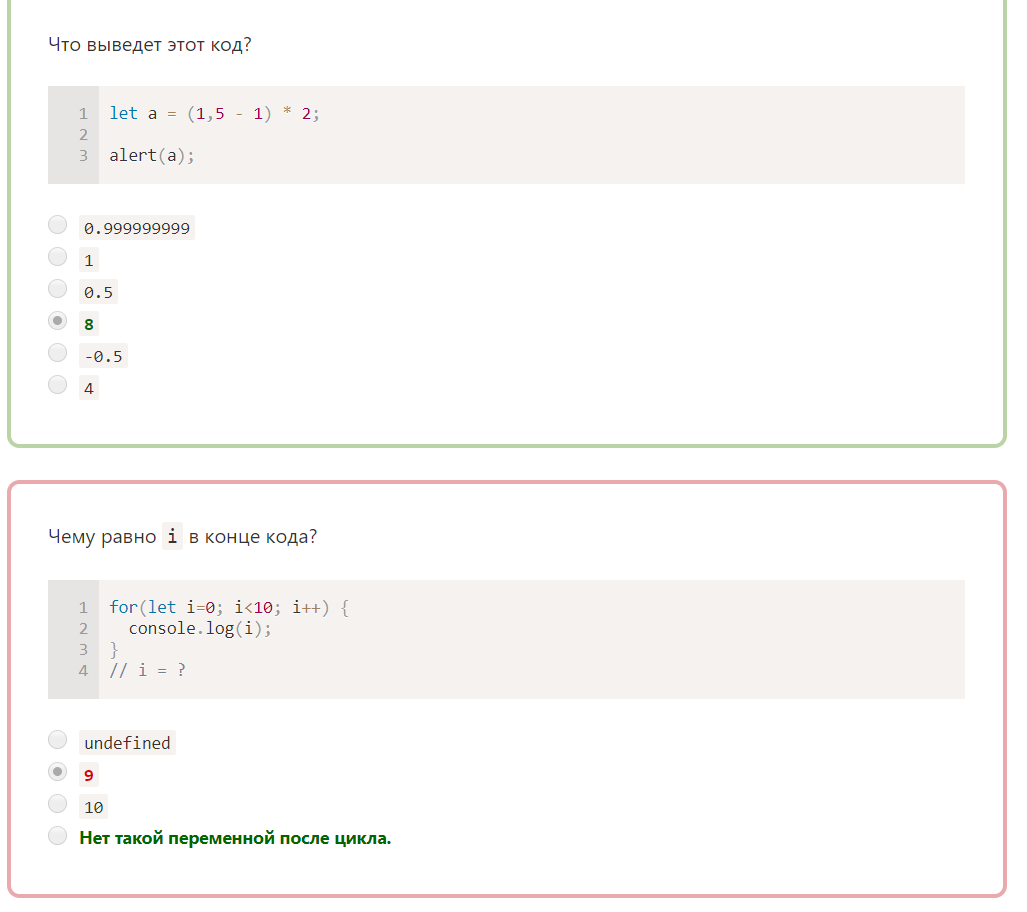 Что выведет этот код?
1 let a = (1,5 - 1) * 2;
2
3 alert(a);
0.999999999
1
0.5
8
-0.5
4
Чему равно i в конце кода?
1 for(let i=0; i<10; i++) {
2   console.log(i);
3 }
4 // i = ?
undefined
9
10
Нет такой переменной после цикла.